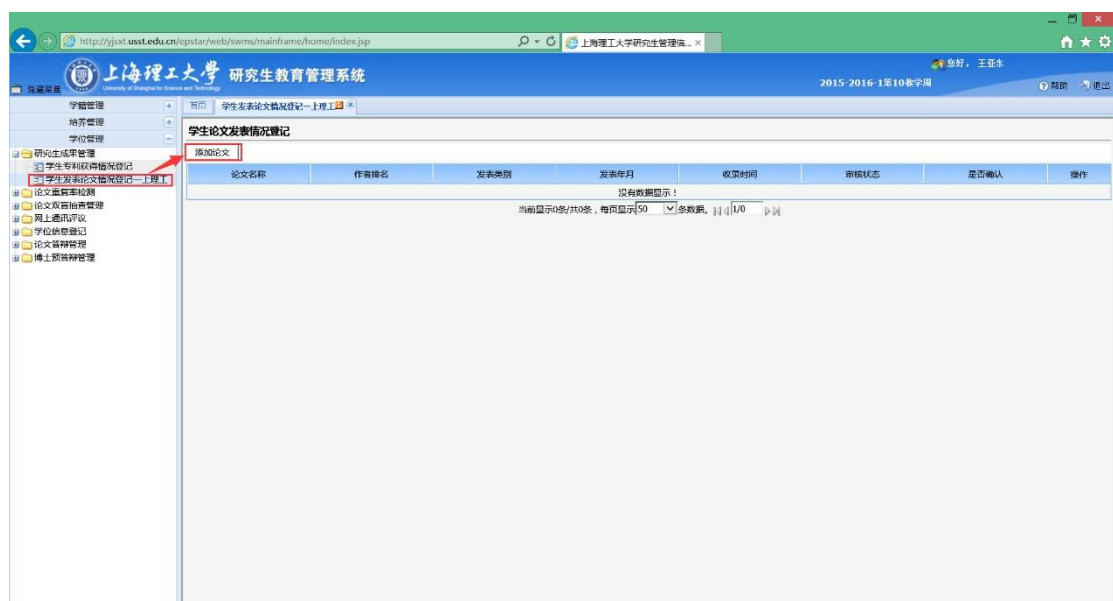 http://yjsxt.usst.edu.cn/epstar/web/swms/mainframe/home/index.jsp
上海理工大学研究生管理信... ×
上海理工大学 研究生教育管理系统
University of Shanghai for Science and Technology
您好，王亚东
2015-2016-1第10教学周
隐藏菜单
帮助
退出
学籍管理
培养管理
学位管理
研究生成果管理
学生专利获得情况登记
学生发表论文情况登记—上理工
论文重复率检测
论文双盲抽查管理
网上通讯评议
学位信息登记
论文答辩管理
博士预答辩管理
首页
学生发表论文情况登记—上理工
学生论文发表情况登记
添加论文
论文名称 作者排名 发表类别 发表年月 收录时间 审核状态 是否确认 操作
没有数据显示！
当前显示0条/共0条，每页显示 50 条数据。 1/0